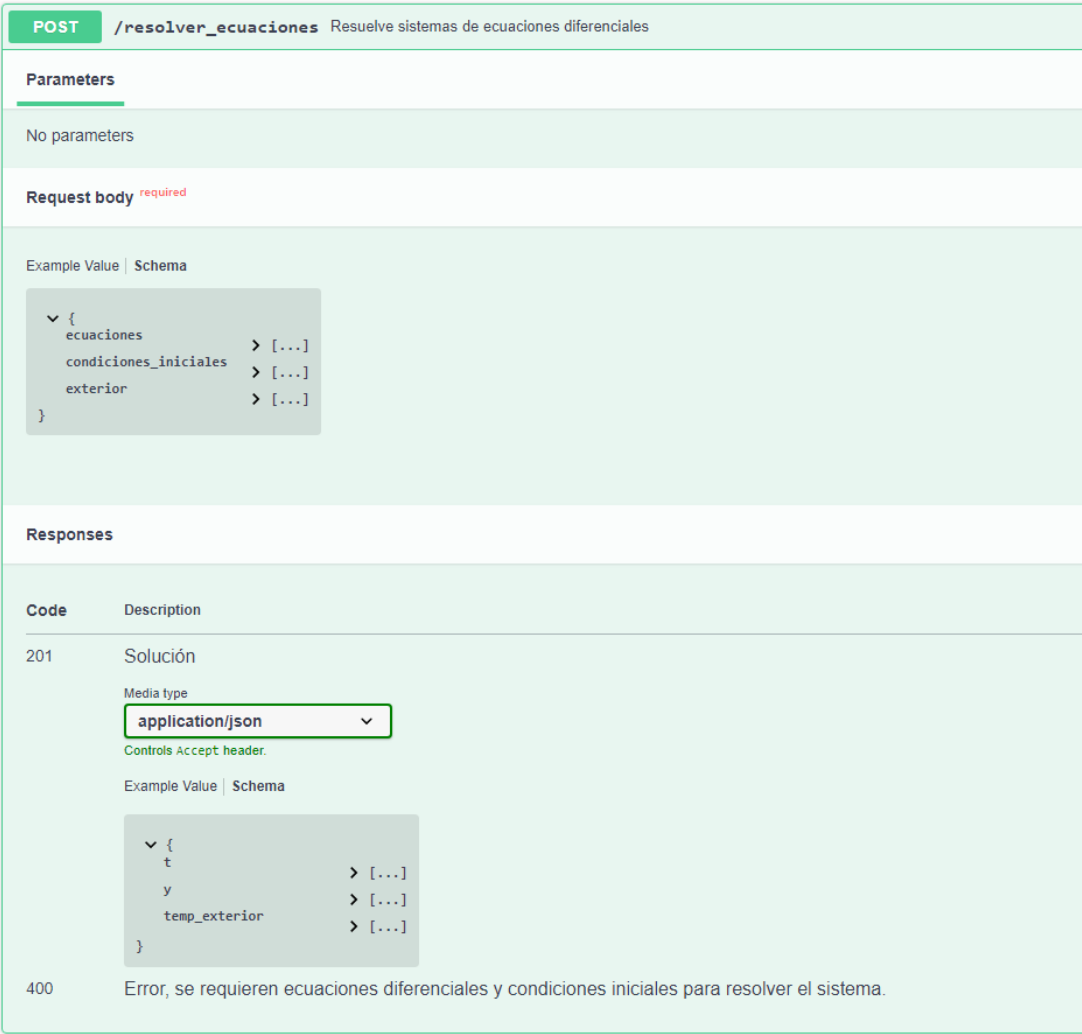 POST /resolver_ecuaciones Resuelve sistemas de ecuaciones diferenciales
Parameters
No parameters
Request body required
Example Value | Schema
{
ecuaciones
[...]
condiciones_iniciales
[...]
exterior
[...]
}
Responses
Code Description
201 Solución
Media type
application/json
Controls Accept header.
Example Value | Schema
{
t
[...]
y
[...]
temp_exterior
[...]
}
400 Error, se requieren ecuaciones diferenciales y condiciones iniciales para resolver el sistema.